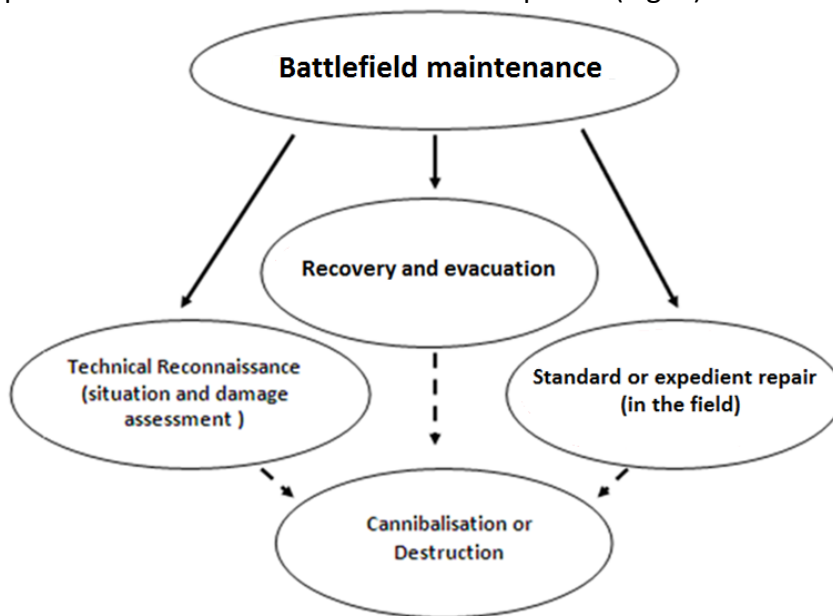 Battlefield maintenance
Recovery and evacuation
Technical Reconnaissance
(situation and damage
assessment )
Standard or expedient repair
(in the field)
Cannibalisation or
Destruction